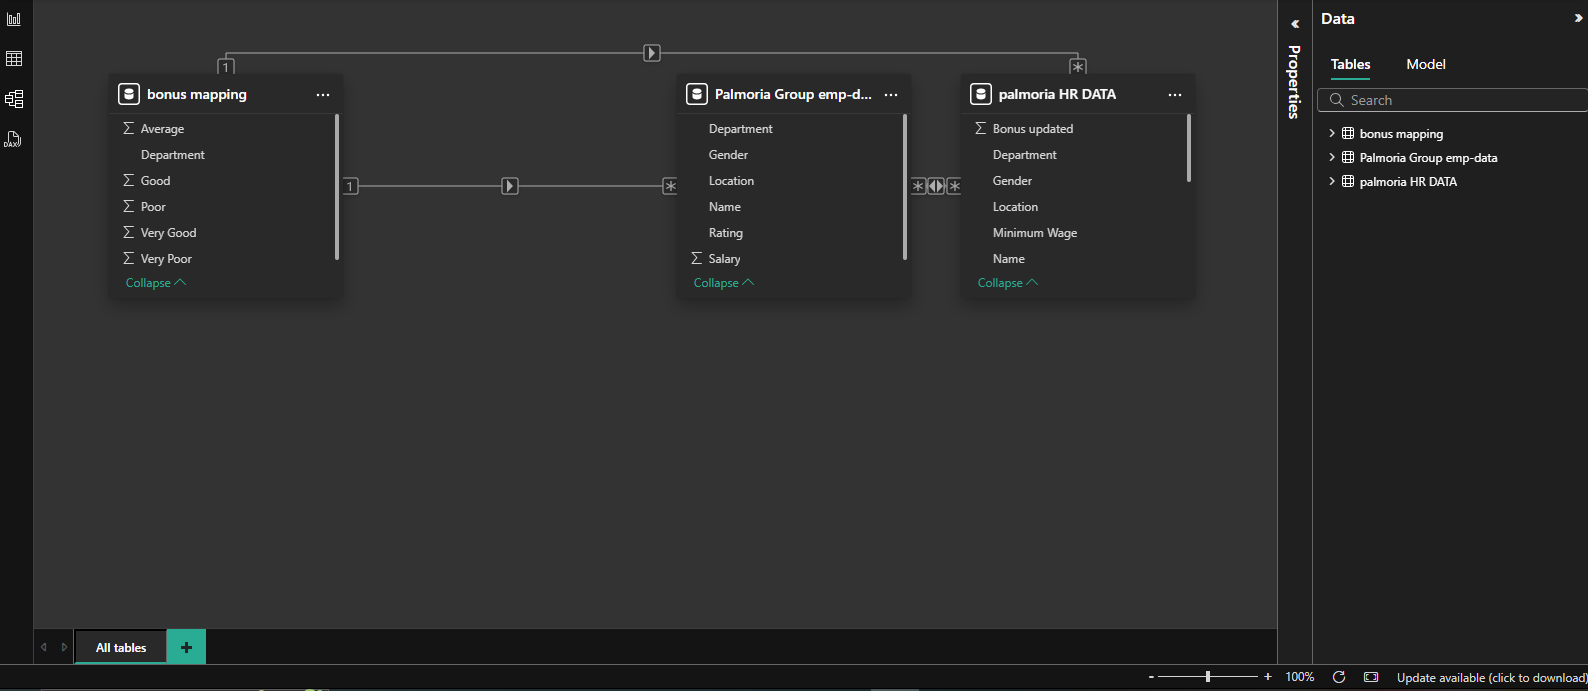 1
*
bonus mapping ...
Σ Average
Department
Σ Good
Σ Poor
Σ Very Good
Σ Very Poor
Collapse
1
*
Palmoria Group emp-d... ...
Department
Gender
Location
Name
Rating
Σ Salary
Collapse
*
*
palmoria HR DATA ...
Σ Bonus updated
Department
Gender
Location
Minimum Wage
Name
Collapse
Properties
Data
Tables Model
Search
bonus mapping
Palmoria Group emp-data
palmoria HR DATA
DAX
All tables +
- + 100% Update available (click to download)